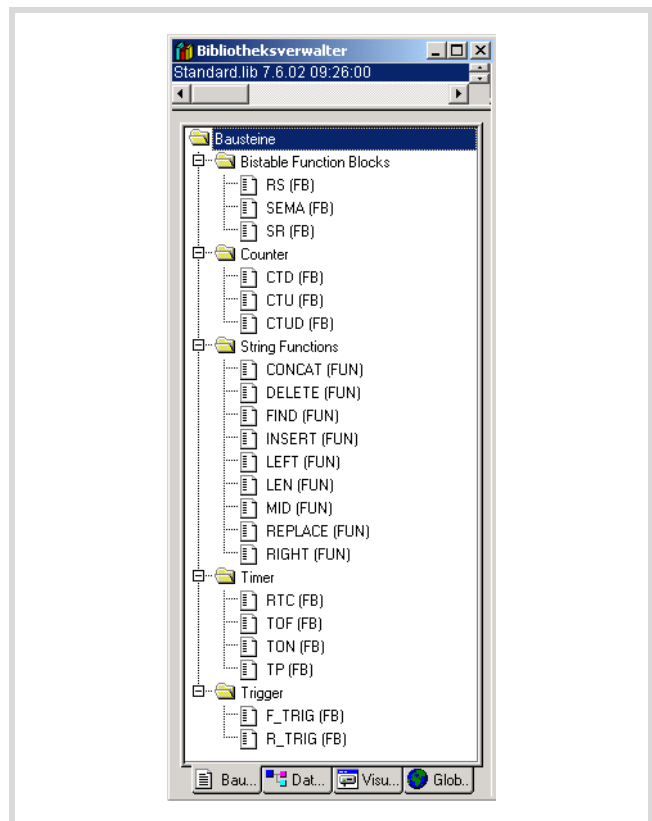 Bibliotheksverwalter
Standard.lib 7.6.02 09:26:00
Bausteine
Bistable Function Blocks
RS (FB)
SEMA (FB)
SR (FB)
Counter
CTD (FB)
CTU (FB)
CTUD (FB)
String Functions
CONCAT (FUN)
DELETE (FUN)
FIND (FUN)
INSERT (FUN)
LEFT (FUN)
LEN (FUN)
MID (FUN)
REPLACE (FUN)
RIGHT (FUN)
Timer
RTC (FB)
TOF (FB)
TON (FB)
TP (FB)
Trigger
F_TRIG (FB)
R_TRIG (FB)
Bau... Dat... Visu... Glob..